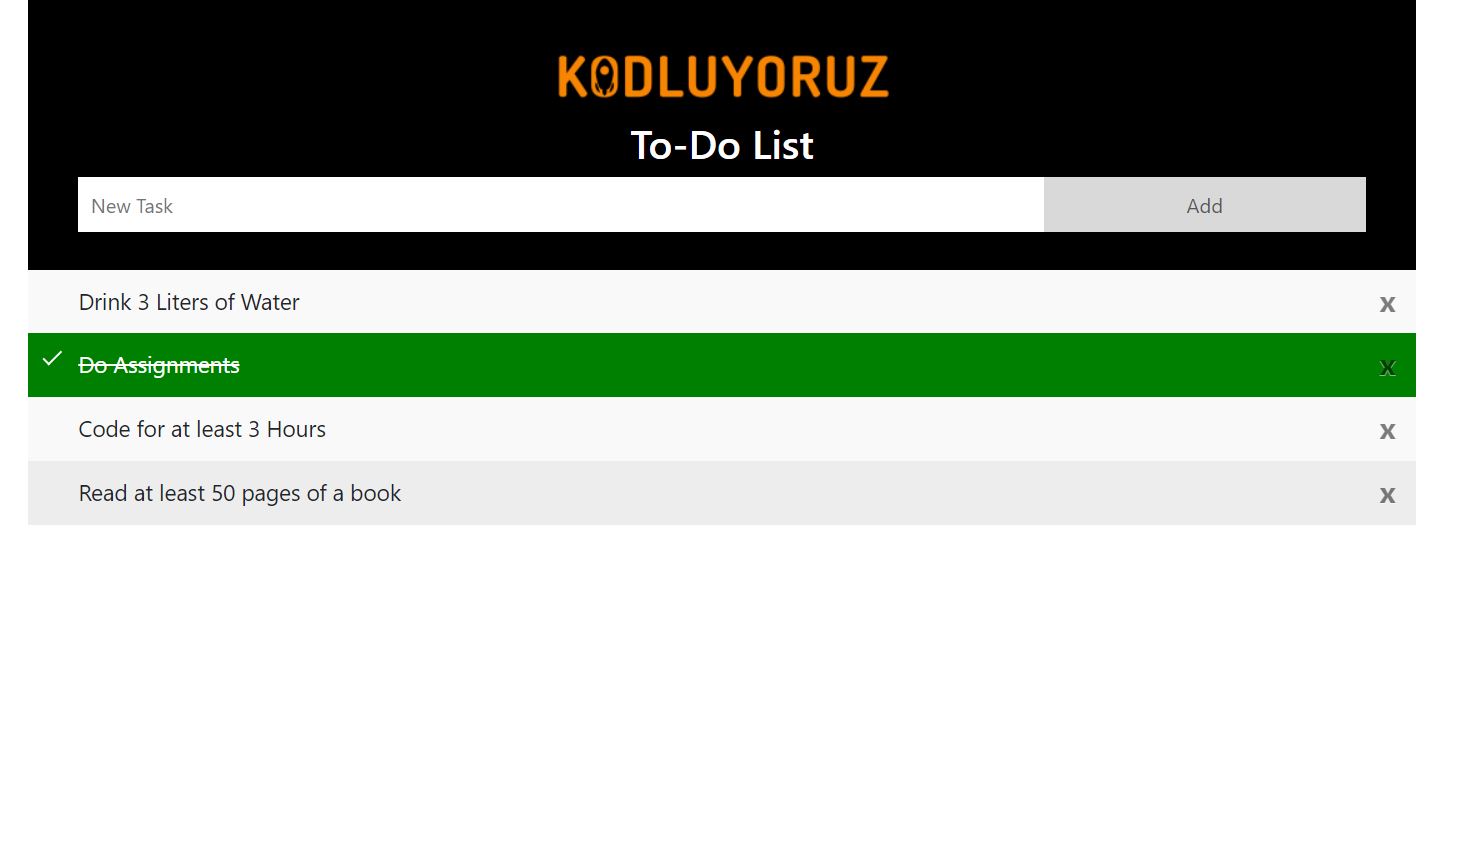 KODLUYORUZ
To-Do List
New Task
Add
Drink 3 Liters of Water
x
Do Assignments
x
Code for at least 3 Hours
x
Read at least 50 pages of a book
x